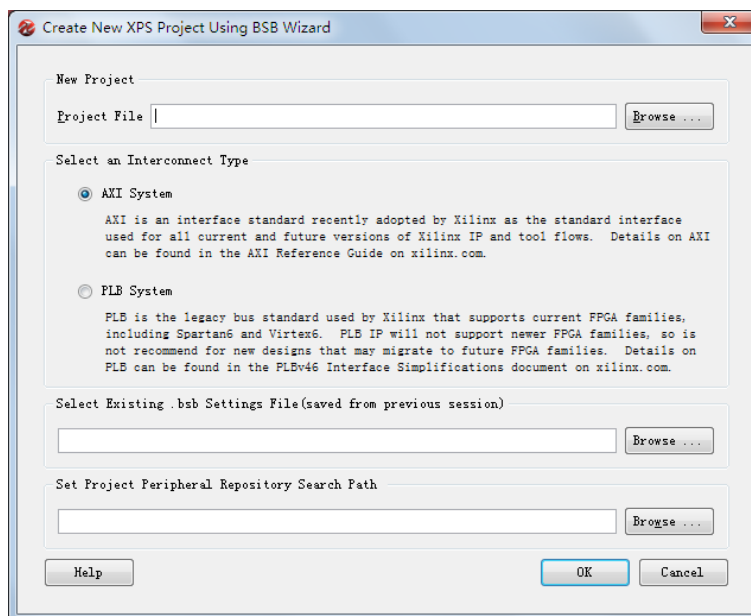 Create New XPS Project Using BSB Wizard
New Project
Project File
Browse ...
Select an Interconnect Type
AXI System
AXI is an interface standard recently adopted by Xilinx as the standard interface
used for all current and future versions of Xilinx IP and tool flows. Details on AXI
can be found in the AXI Reference Guide on xilinx.com.
PLB System
PLB is the legacy bus standard used by Xilinx that supports current FPGA families,
including Spartan6 and Virtex6. PLB IP will not support newer FPGA families, so is
not recommend for new designs that may migrate to future FPGA families. Details on
PLB can be found in the PLBv46 Interface Simplifications document on xilinx.com.
Select Existing .bsb Settings File(saved from previous session)
Browse ...
Set Project Peripheral Repository Search Path
Browse ...
Help
OK
Cancel